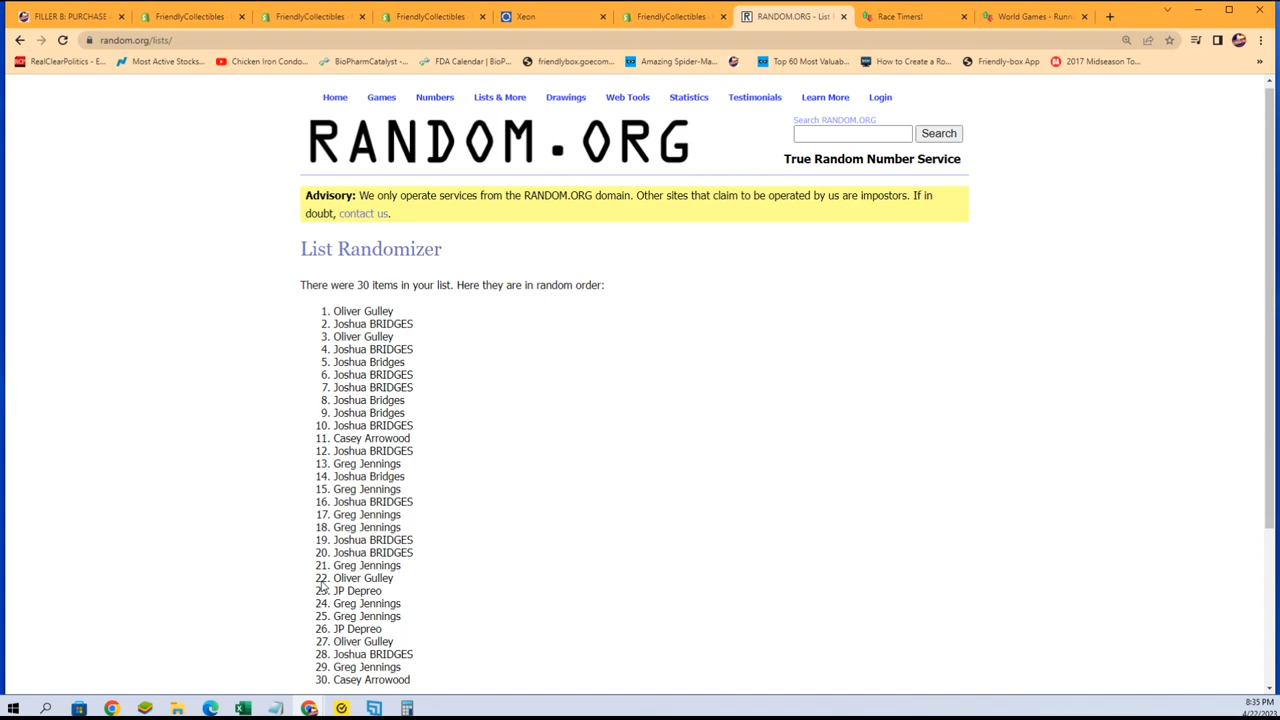 FILLER B: PURCHASE
FriendlyCollectibles -
FriendlyCollectibles -
FriendlyCollectibles -
Xeon
FriendlyCollectibles -
RANDOM.ORG - List
Race Timers!
World Games - Runni
random.org/lists/
RealClearPolitics - E...
Most Active Stocks...
Chicken Iron Condo...
BioPharmCatalyst -...
FDA Calendar | BioP...
friendlybox.goecom...
Amazing Spider-Ma...
Top 60 Most Valuab...
How to Create a Ro...
Friendly-box App
2017 Midseason To...
»
Home Games Numbers Lists & More Drawings Web Tools Statistics Testimonials Learn More Login
Search RANDOM.ORG
RANDOM.ORG
Search
True Random Number Service
Advisory: We only operate services from the RANDOM.ORG domain. Other sites that claim to be operated by us are impostors. If in
doubt, contact us.
List Randomizer
There were 30 items in your list. Here they are in random order:
1. Oliver Gulley
2. Joshua BRIDGES
3. Oliver Gulley
4. Joshua BRIDGES
5. Joshua Bridges
6. Joshua BRIDGES
7. Joshua BRIDGES
8. Joshua Bridges
9. Joshua Bridges
10. Joshua BRIDGES
11. Casey Arrowood
12. Joshua BRIDGES
13. Greg Jennings
14. Joshua Bridges
15. Greg Jennings
16. Joshua BRIDGES
17. Greg Jennings
18. Greg Jennings
19. Joshua BRIDGES
20. Joshua BRIDGES
21. Greg Jennings
22. Oliver Gulley
23. JP Depreo
24. Greg Jennings
25. Greg Jennings
26. JP Depreo
27. Oliver Gulley
28. Joshua BRIDGES
29. Greg Jennings
30. Casey Arrowood
8:35 PM
4/22/2023